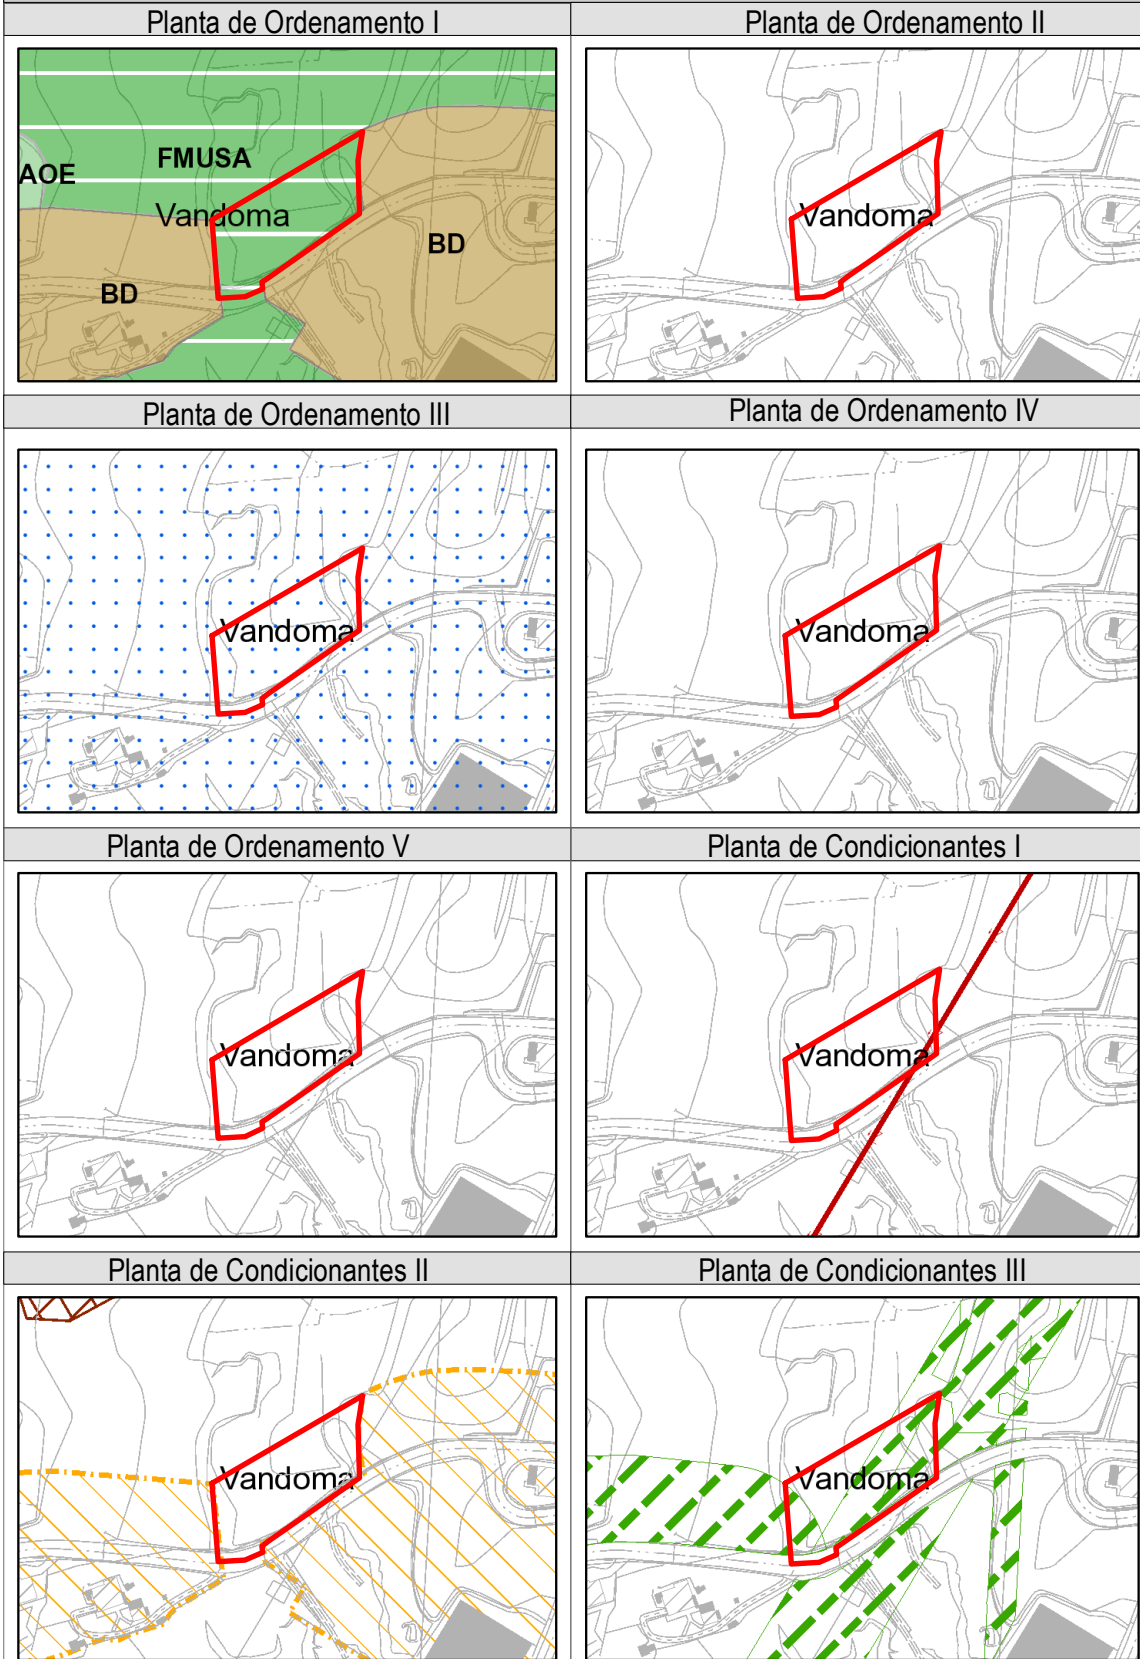 Planta de Ordenamento I
Planta de Ordenamento II
FMUSA
AOE
Vandoma
BD
BD
Vandoma
Planta de Ordenamento III
Planta de Ordenamento IV
Vandoma
Vandoma
Planta de Ordenamento V
Planta de Condicionantes I
Vandoma
Vandoma
Planta de Condicionantes II
Planta de Condicionantes III
Vandoma
Vandoma